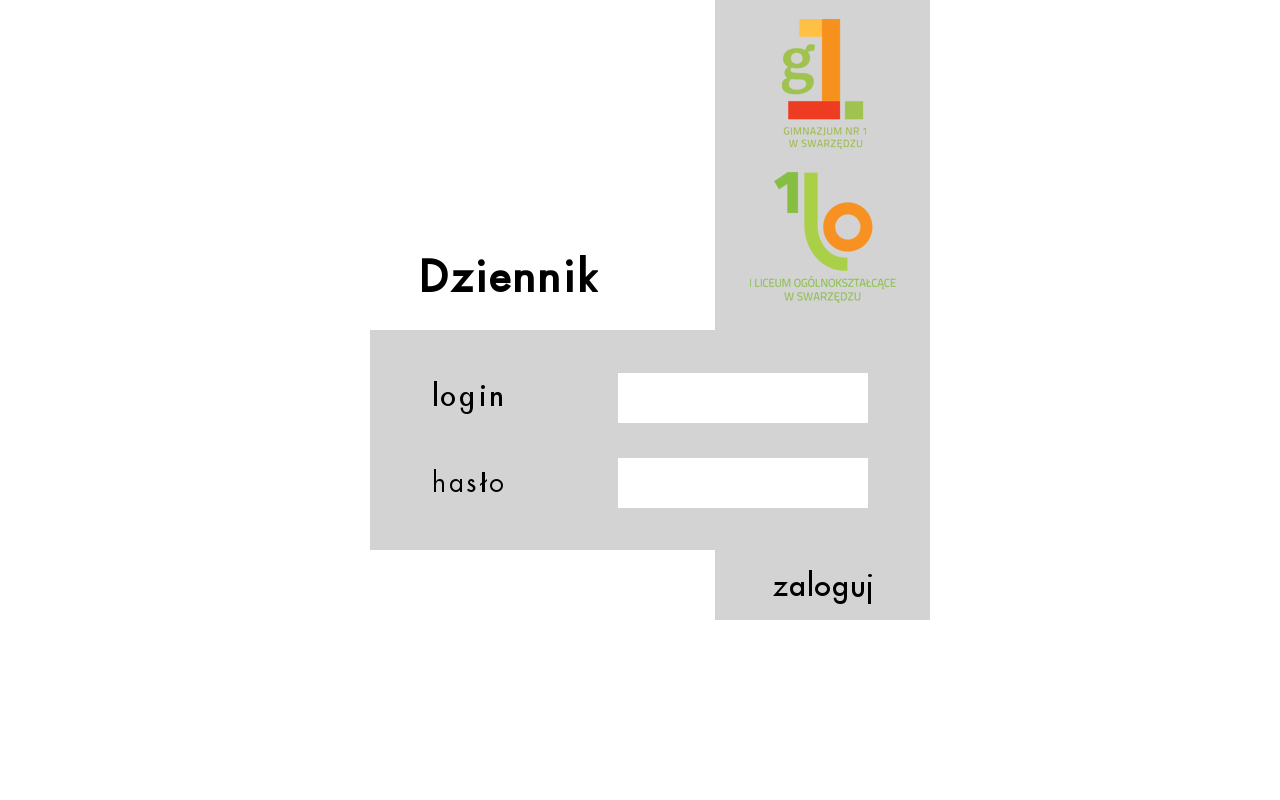 g1.
GIMNAZJUM NR 1
W SWARZĘDZU
1lo
I LICEUM OGÓLNOKSZTAŁCĄCE
W SWARZĘDZU
Dziennik
login
hasło
zaloguj